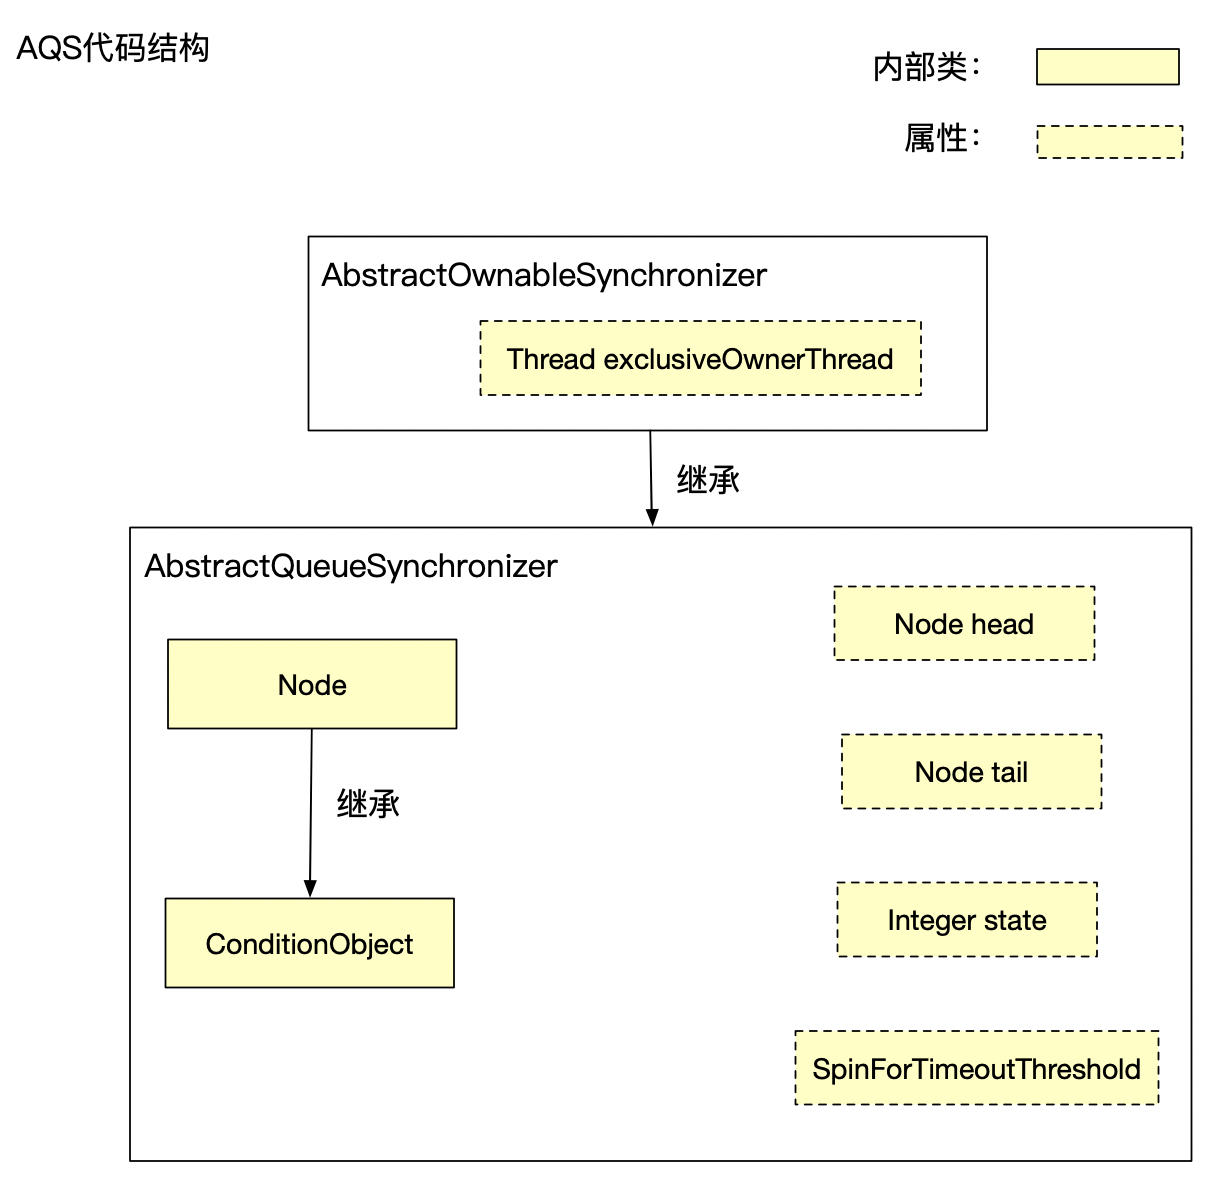 AQS代码结构
内部类：
属性：
AbstractOwnableSynchronizer
Thread exclusiveOwnerThread
继承
AbstractQueueSynchronizer
Node head
Node
Node tail
继承
Integer state
ConditionObject
SpinForTimeoutThreshold